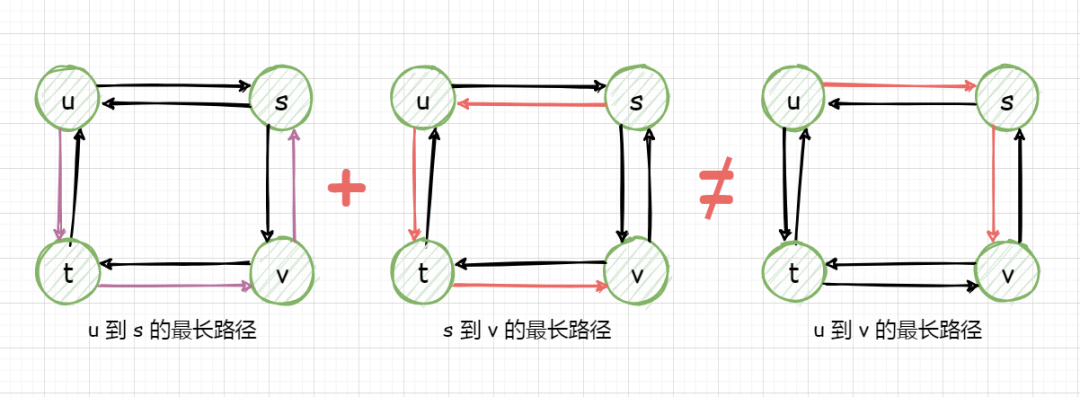 u s
u s
u s
+ ≠
t v
t v
t v
u 到 s 的最长路径
s 到 v 的最长路径
u 到 v 的最长路径